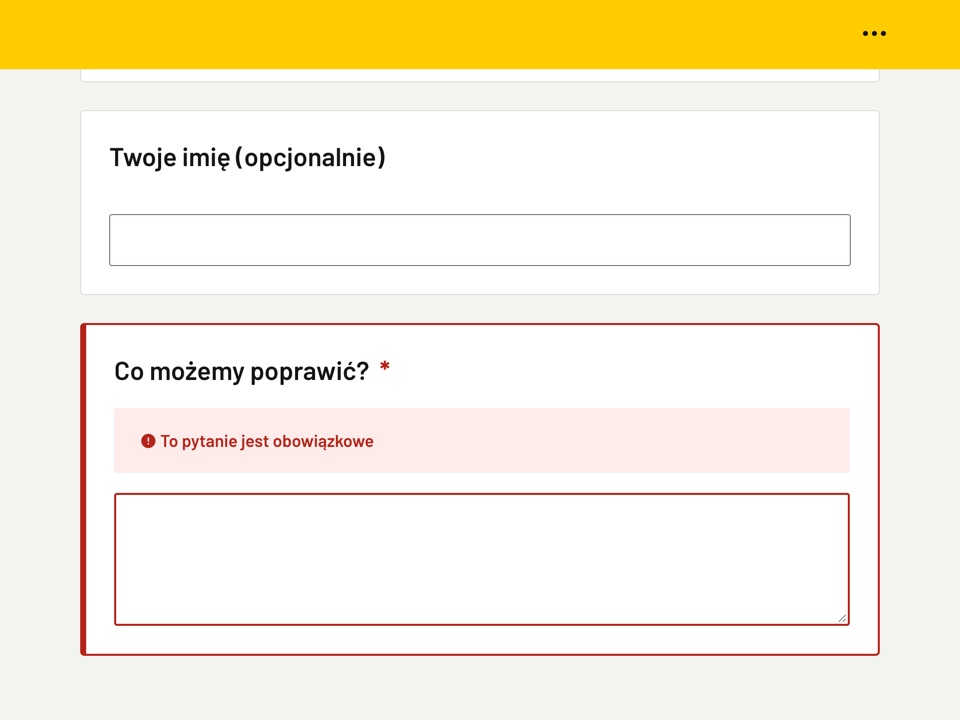 Twoje imię (opcjonalnie)
Co możemy poprawić? *
To pytanie jest obowiązkowe